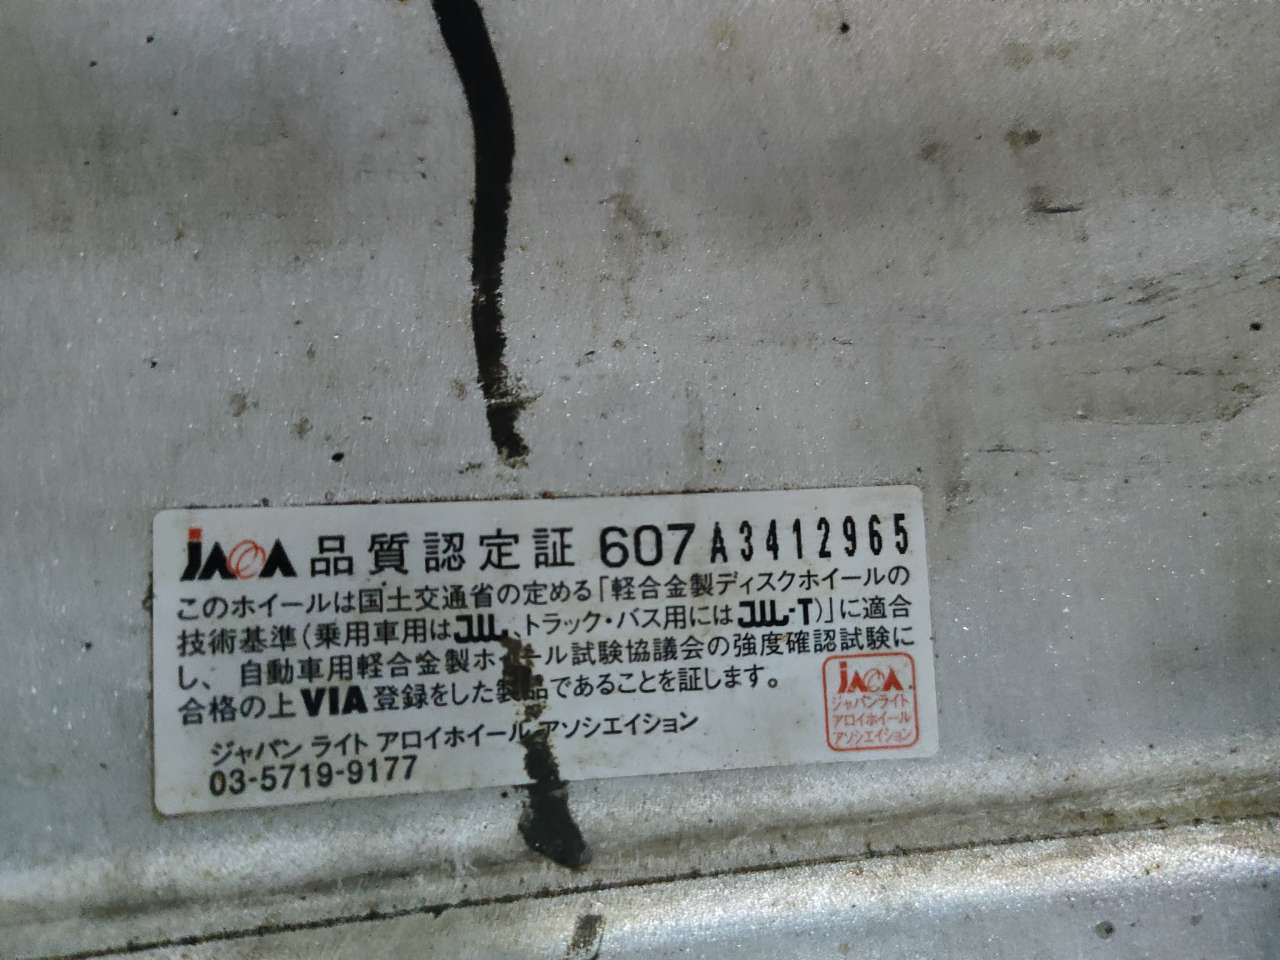 JAWA 品質認定証 607 A3412965
このホイールは国土交通省の定める「軽合金製ディスクホイールの
技術基準(乗用車用はJWL、トラック・バス用にはJWL-T)」に適合
し、自動車用軽合金製ホイール試験協議会の強度確認試験に
合格の上VIA登録をした製品であることを証します。
ジャパン ライト アロイホイール アソシエイション
03-5719-9177
JAWA
ジャパンライト
アロイホイール
アソシエイション